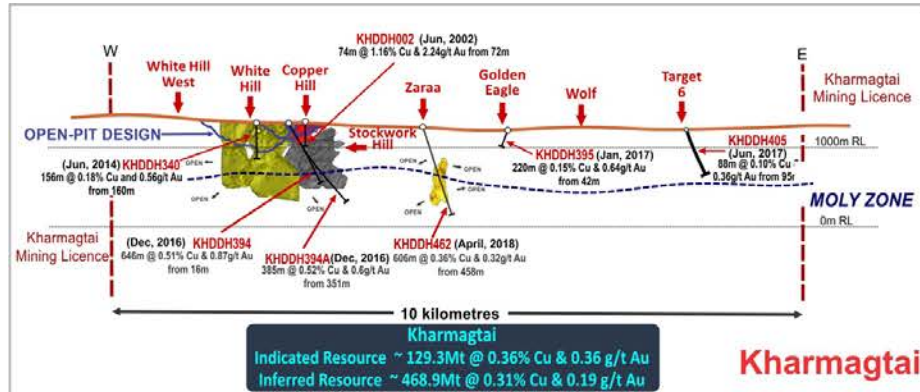 KHDDH002 (Jun, 2002)
74m @ 1.16% Cu & 2.24g/t Au from 72m
W
E
White Hill
West
White
Hill
Copper
Hill
Zaraa
Golden
Eagle
Wolf
Target
6
Kharmagtai
Mining Licence
OPEN-PIT DESIGN
Stockwork
Hill
1000m RL
(Jun, 2014) KHDDH340
156m @ 0.18% Cu and 0.56g/t Au
from 160m
KHDDH395 (Jan, 2017)
220m @ 0.15% Cu & 0.64g/t Au
from 42m
KHDDH405
(Jun, 2017)
88m @ 0.10% Cu
0.36g/t Au from 95m
OPEN
OPEN
OPEN
OPEN
OPEN
OPEN
OPEN
MOLY ZONE
0m RL
Kharmagtai
Mining Licence
(Dec, 2016) KHDDH394
646m @ 0.51% Cu & 0.87g/t Au
from 16m
KHDDH394A (Dec, 2016)
385m @ 0.52% Cu & 0.6g/t Au
from 351m
KHDDH462 (April, 2018)
606m @ 0.36% Cu & 0.32g/t Au
from 458m
10 kilometres
Kharmagtai
Indicated Resource ~ 129.3Mt @ 0.36% Cu & 0.36 g/t Au
Inferred Resource ~ 468.9Mt @ 0.31% Cu & 0.19 g/t Au
Kharmagtai